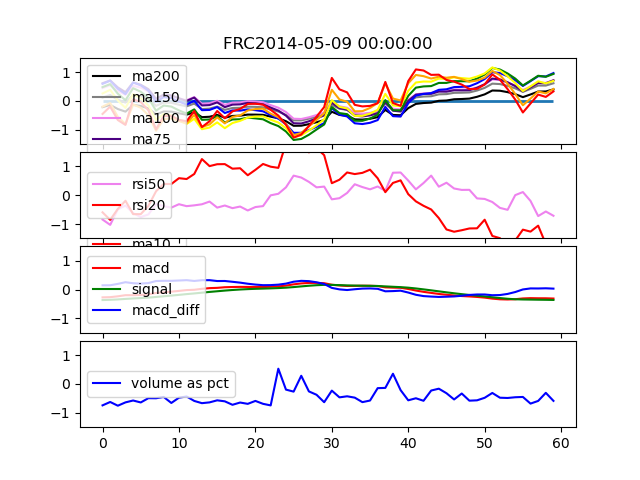 FRC2014-05-09 00:00:00
1
0
−1
ma200
ma150
ma100
ma75
1
0
−1
rsi50
rsi20
ma10
1
0
−1
macd
signal
macd_diff
1
0
−1
volume as pct
0 10 20 30 40 50 60